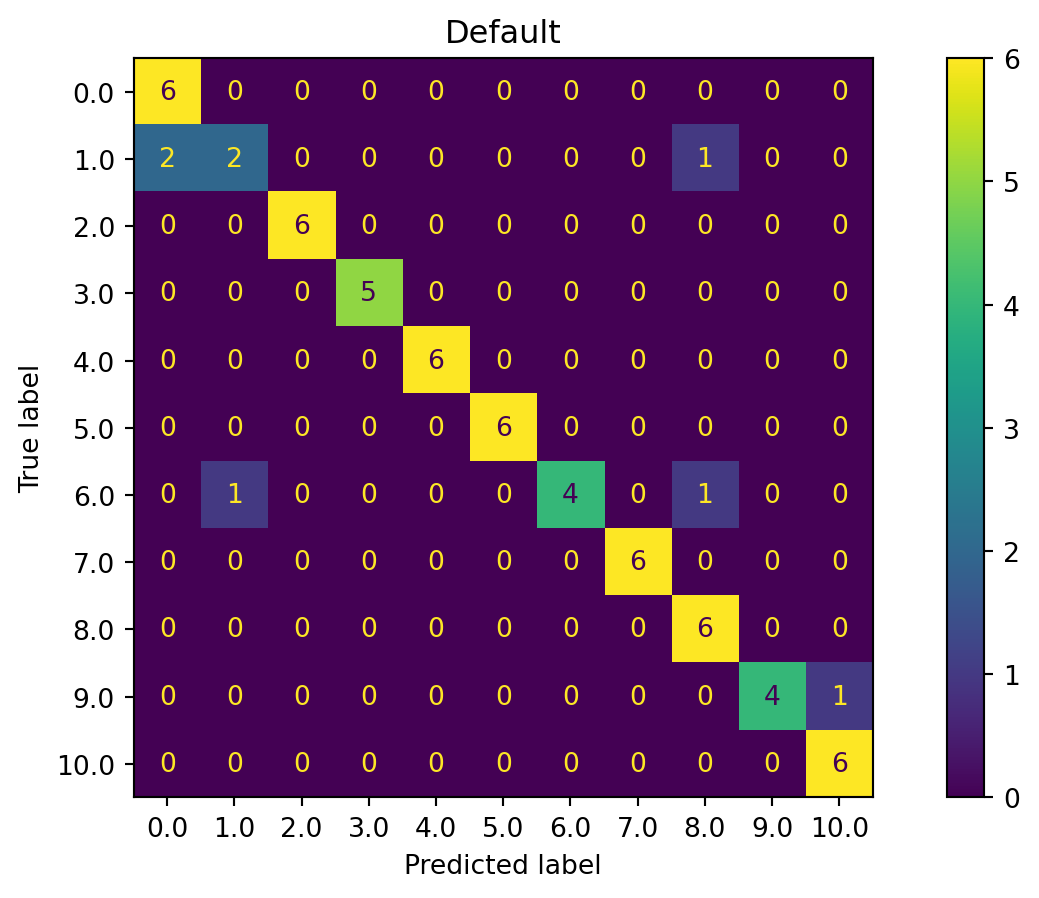 Default
0.0 6 0 0 0 0 0 0 0 0 0 0
1.0 2 2 0 0 0 0 0 0 1 0 0
2.0 0 0 6 0 0 0 0 0 0 0 0
3.0 0 0 0 5 0 0 0 0 0 0 0
4.0 0 0 0 0 6 0 0 0 0 0 0
5.0 0 0 0 0 0 6 0 0 0 0 0
6.0 0 1 0 0 0 0 4 0 1 0 0
7.0 0 0 0 0 0 0 0 6 0 0 0
8.0 0 0 0 0 0 0 0 0 6 0 0
9.0 0 0 0 0 0 0 0 0 0 4 1
10.0 0 0 0 0 0 0 0 0 0 0 6
0.0 1.0 2.0 3.0 4.0 5.0 6.0 7.0 8.0 9.0 10.0
Predicted label
True label
6
5
4
3
2
1
0